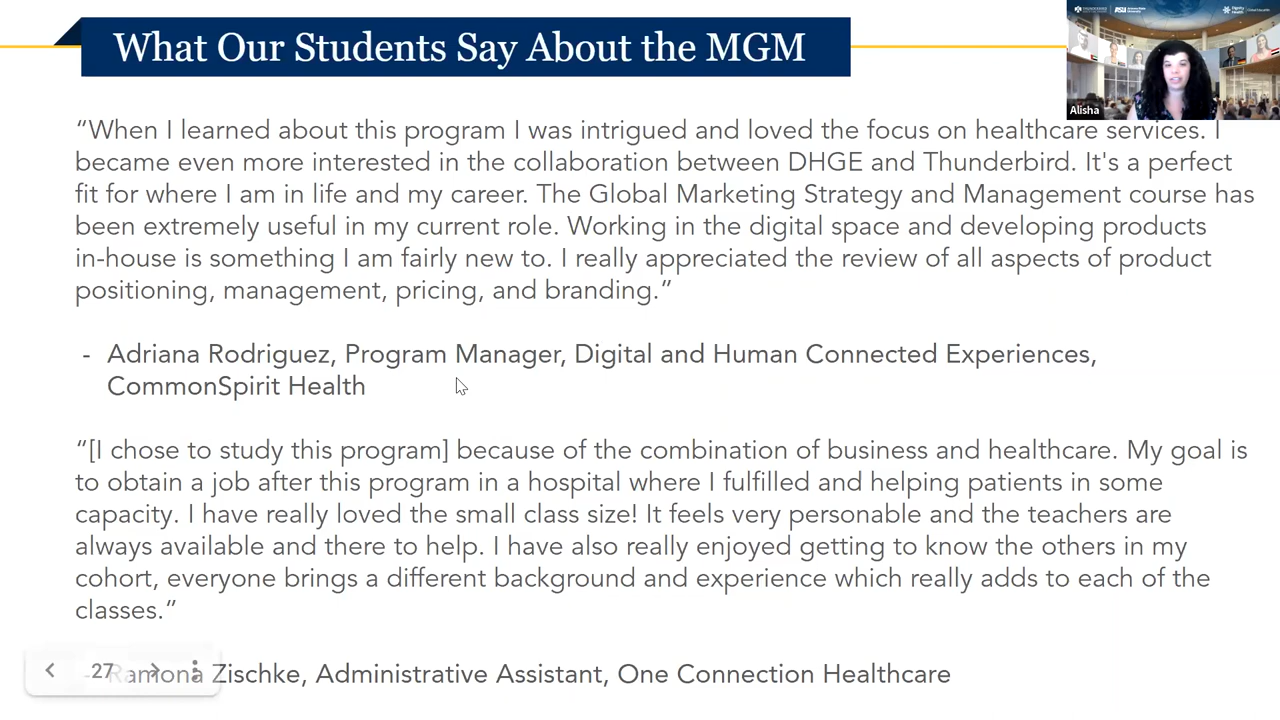 What Our Students Say About the MGM
THUNDERBIRD
ASU Arizona State University
Dignity Health
Alisha
“When I learned about this program I was intrigued and loved the focus on healthcare services. I
became even more interested in the collaboration between DHGE and Thunderbird. It's a perfect
fit for where I am in life and my career. The Global Marketing Strategy and Management course has
been extremely useful in my current role. Working in the digital space and developing products
in-house is something I am fairly new to. I really appreciated the review of all aspects of product
positioning, management, pricing, and branding.”
- Adriana Rodriguez, Program Manager, Digital and Human Connected Experiences,
CommonSpirit Health
“[I chose to study this program] because of the combination of business and healthcare. My goal is
to obtain a job after this program in a hospital where I fulfilled and helping patients in some
capacity. I have really loved the small class size! It feels very personable and the teachers are
always available and there to help. I have also really enjoyed getting to know the others in my
cohort, everyone brings a different background and experience which really adds to each of the
classes.”
27
- Ramona Zischke, Administrative Assistant, One Connection Healthcare